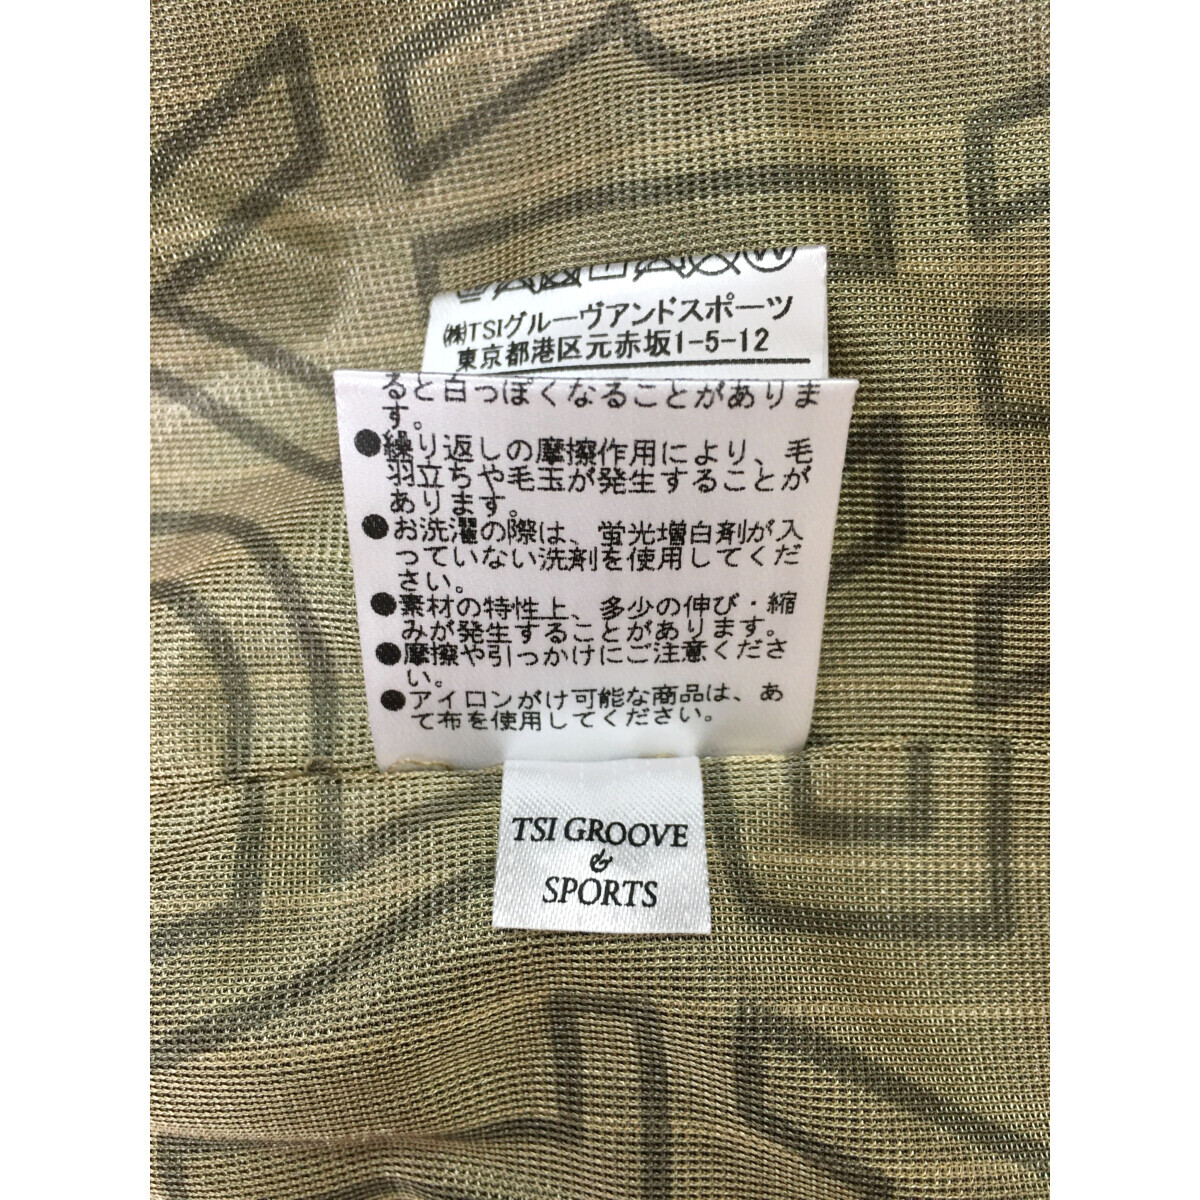 ㈱TSIグルーヴアンドスポーツ
東京都港区元赤坂1-5-12
ると白っぽくなることがありま
す。
●繰り返しの摩擦作用により、毛
羽立ちや毛玉が発生することが
あります。
●お洗濯の際は、蛍光増白剤が入
っていない洗剤を使用してくだ
さい。
●素材の特性上、多少の伸び・縮
みが発生することがあります。
●摩擦や引っかけにご注意くださ
い。
●アイロンがけ可能な商品は、あ
て布を使用してください。
TSI GROOVE
&
SPORTS